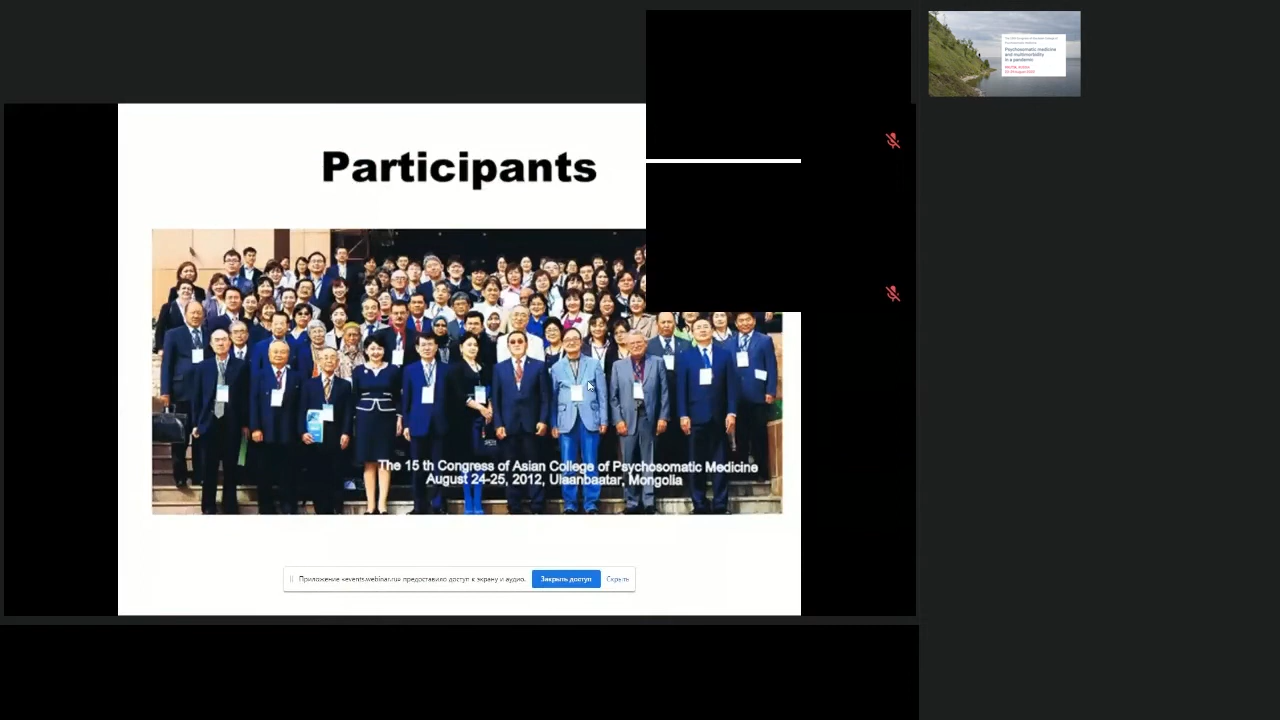 Participants
The 15 th Congress of Asian College of Psychosomatic Medicine
August 24-25, 2012, Ulaanbaatar, Mongolia
Приложение «events.webinar.ru» предоставило доступ к экрану и аудио.
Закрыть доступ
Скрыть
Psychosomatic medicine
and multimorbidity
in a pandemic